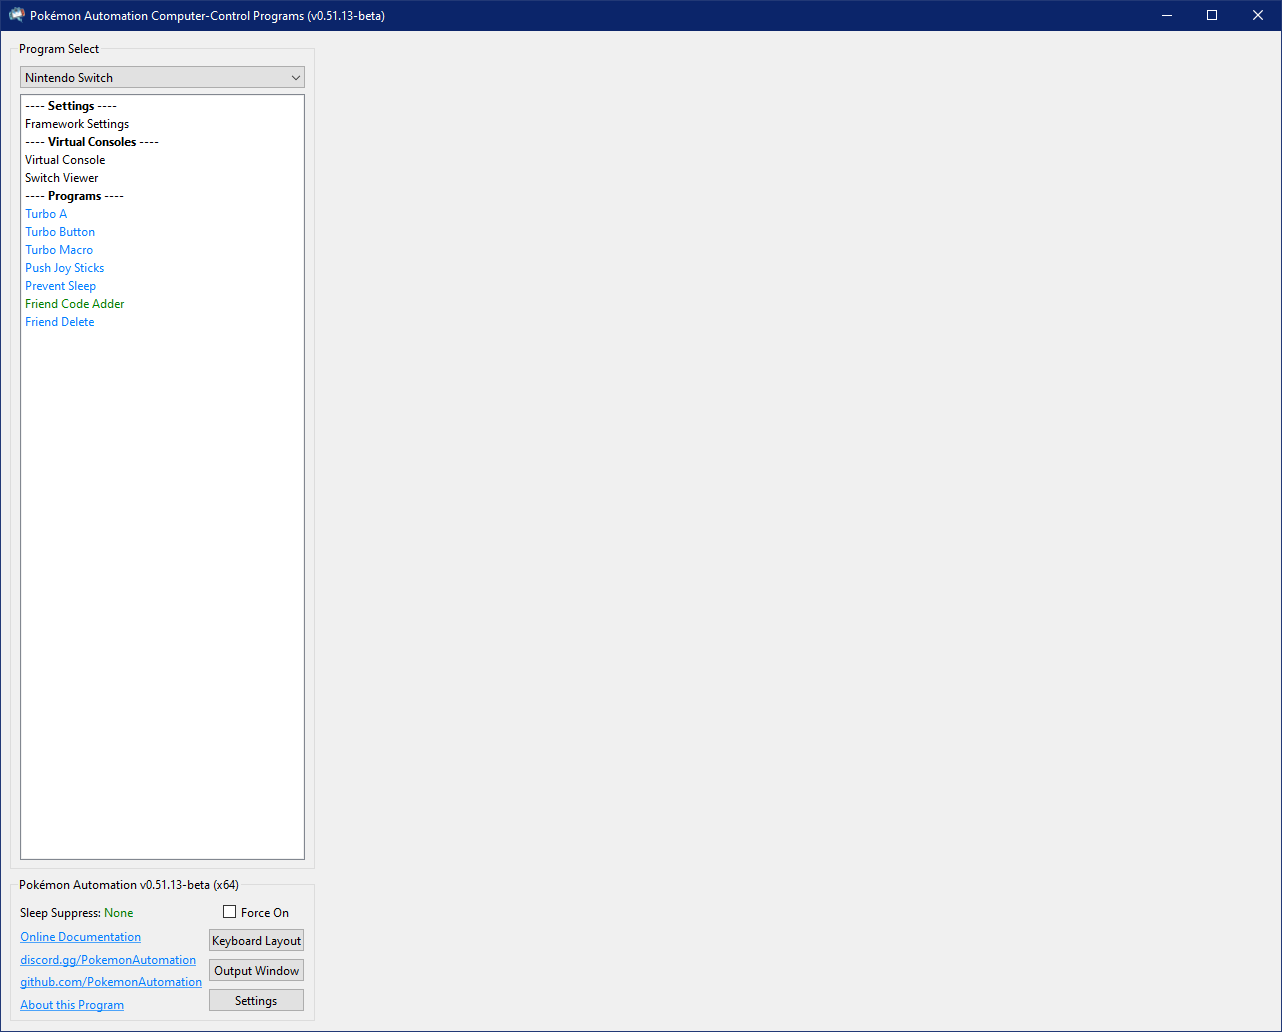 Pokémon Automation Computer-Control Programs (v0.51.13-beta)
Program Select
Nintendo Switch
---- Settings ----
Framework Settings
---- Virtual Consoles ----
Virtual Console
Switch Viewer
---- Programs ----
Turbo A
Turbo Button
Turbo Macro
Push Joy Sticks
Prevent Sleep
Friend Code Adder
Friend Delete
Pokémon Automation v0.51.13-beta (x64)
Sleep Suppress: None
Force On
Online Documentation
Keyboard Layout
discord.gg/PokemonAutomation
Output Window
github.com/PokemonAutomation
Settings
About this Program